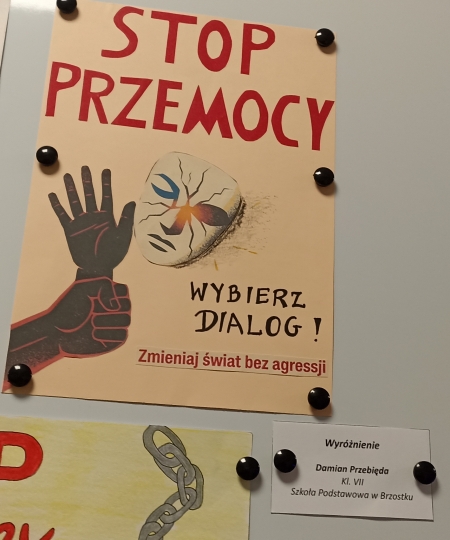 STOP
PRZEMOCY
WYBIERZ
DIALOG!
Zmieniaj świat bez agresji
Wyróżnienie
Damian Przebięda
Kl. VII
Szkoła Podstawowa w Brzostku